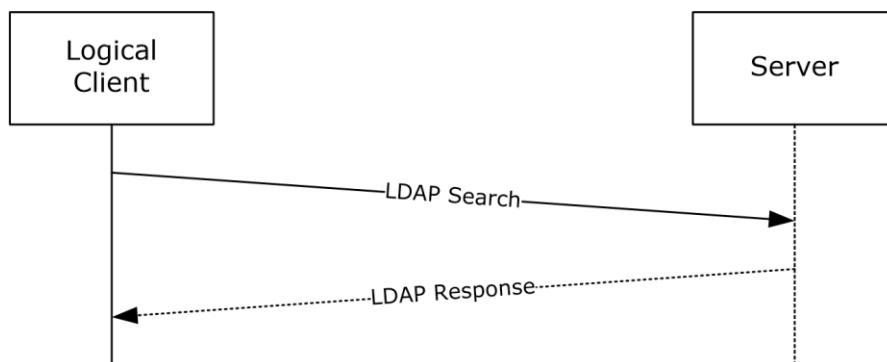 Logical
Client
Server
LDAP Search
LDAP Response